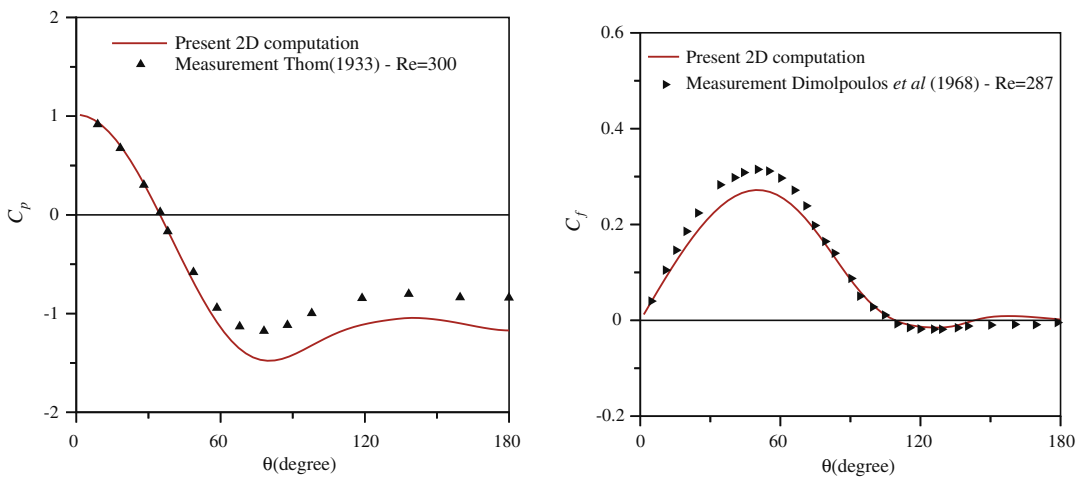 2
1
0
-1
-2
C_p
0
60
120
180
θ(degree)
Present 2D computation
Measurement Thom(1933) - Re=300
0.6
0.4
0.2
0
-0.2
C_f
0
60
120
180
θ(degree)
Present 2D computation
Measurement Dimolpoulos et al (1968) - Re=287